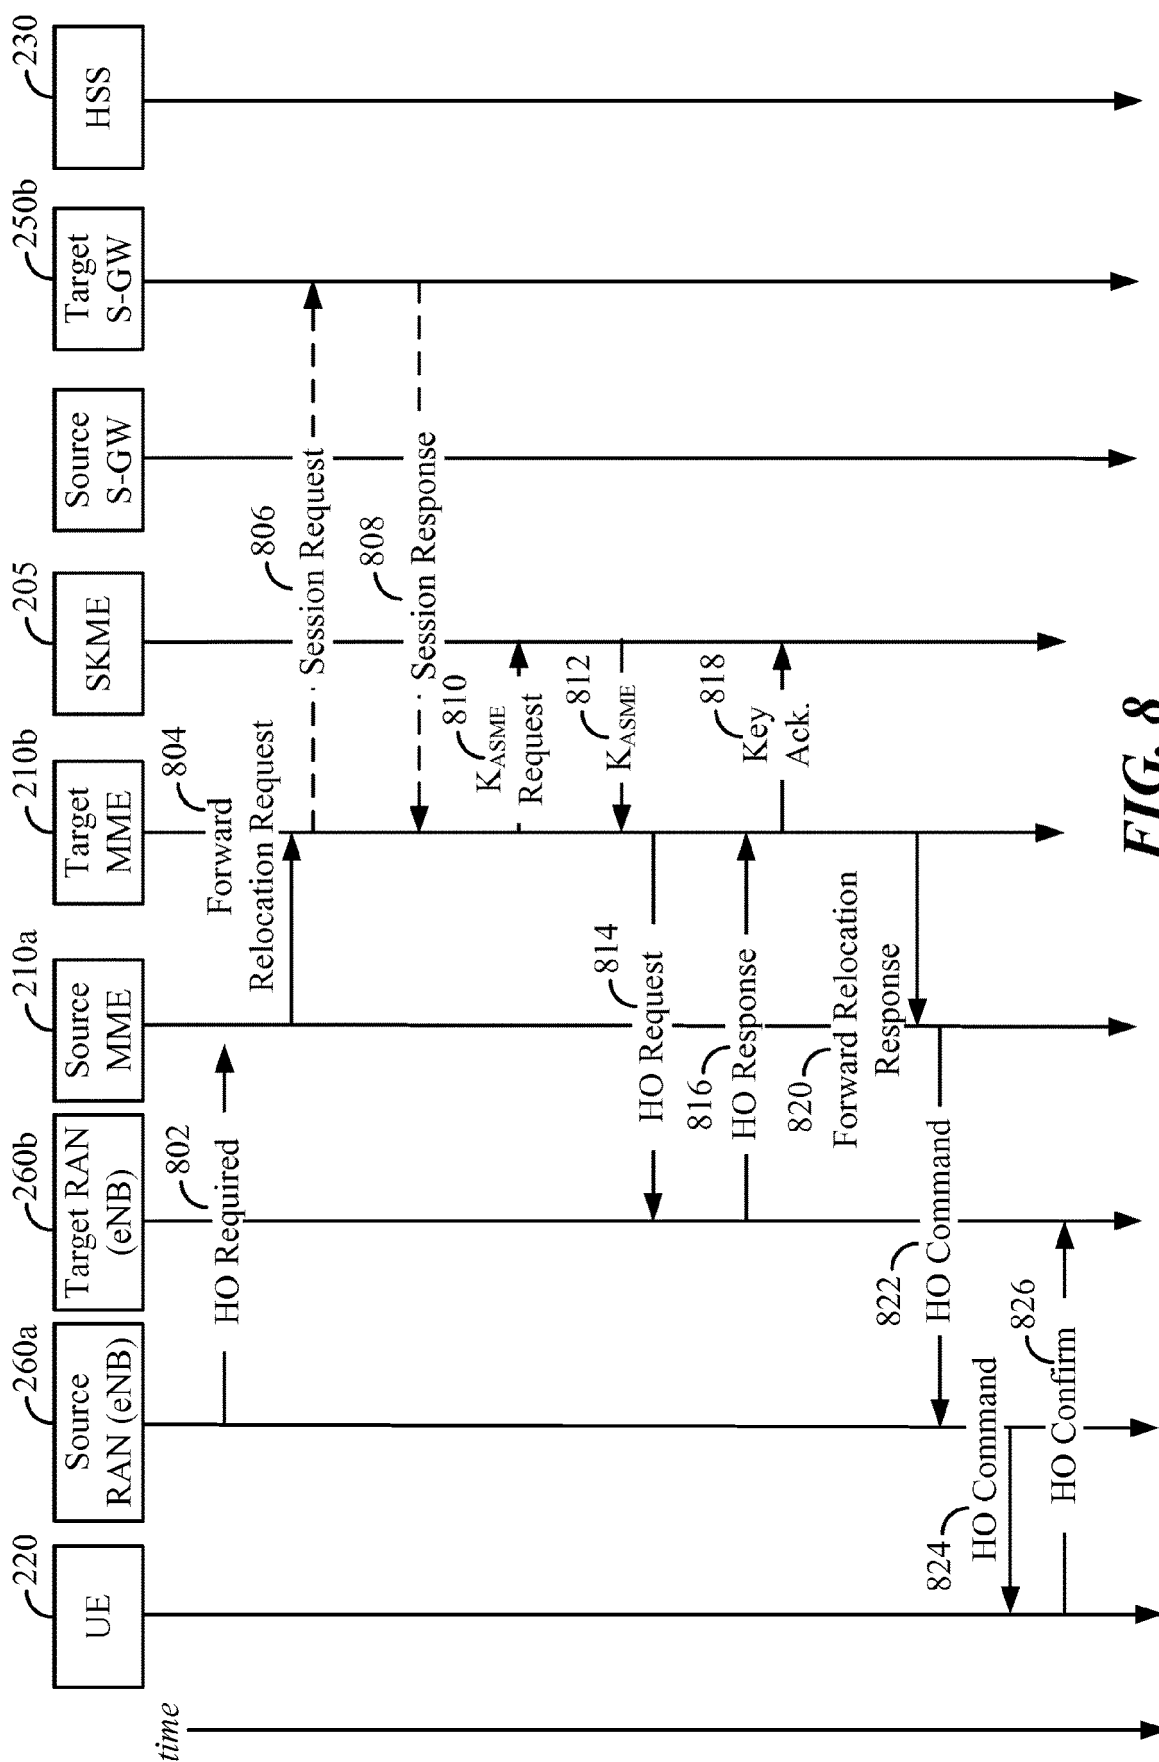 time
220
UE
260a
Source
RAN (eNB)
260b
Target RAN
(eNB)
210a
Source
MME
210b
Target
MME
205
SKME
Source
S-GW
250b
Target
S-GW
230
HSS
802
HO Required
804
Forward
Relocation Request
806
Session Request
808
Session Response
810
KASME
Request
812
KASME
814
HO Request
816
HO Response
818
Key
Ack.
820
Forward Relocation
Response
822
HO Command
824
HO Command
826
HO Confirm
FIG. 8